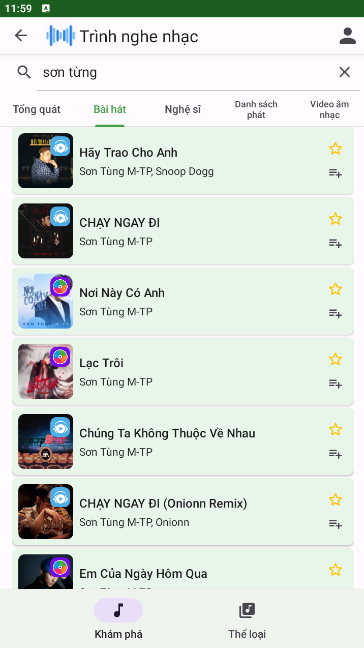 11:59 A
Trình nghe nhạc
sơn từng
Tổng quát
Bài hát
Nghệ sĩ
Danh sách
phát
Video âm
nhạc
Hãy Trao Cho Anh
Sơn Tùng M-TP, Snoop Dogg
CHẠY NGAY ĐI
Sơn Tùng M-TP
Nơi Này Có Anh
Sơn Tùng M-TP
Lạc Trôi
Sơn Tùng M-TP
Chúng Ta Không Thuộc Về Nhau
Sơn Tùng M-TP
CHẠY NGAY ĐI (Onionn Remix)
Sơn Tùng M-TP, Onionn
Em Của Ngày Hôm Qua
Khám phá
Thể loại